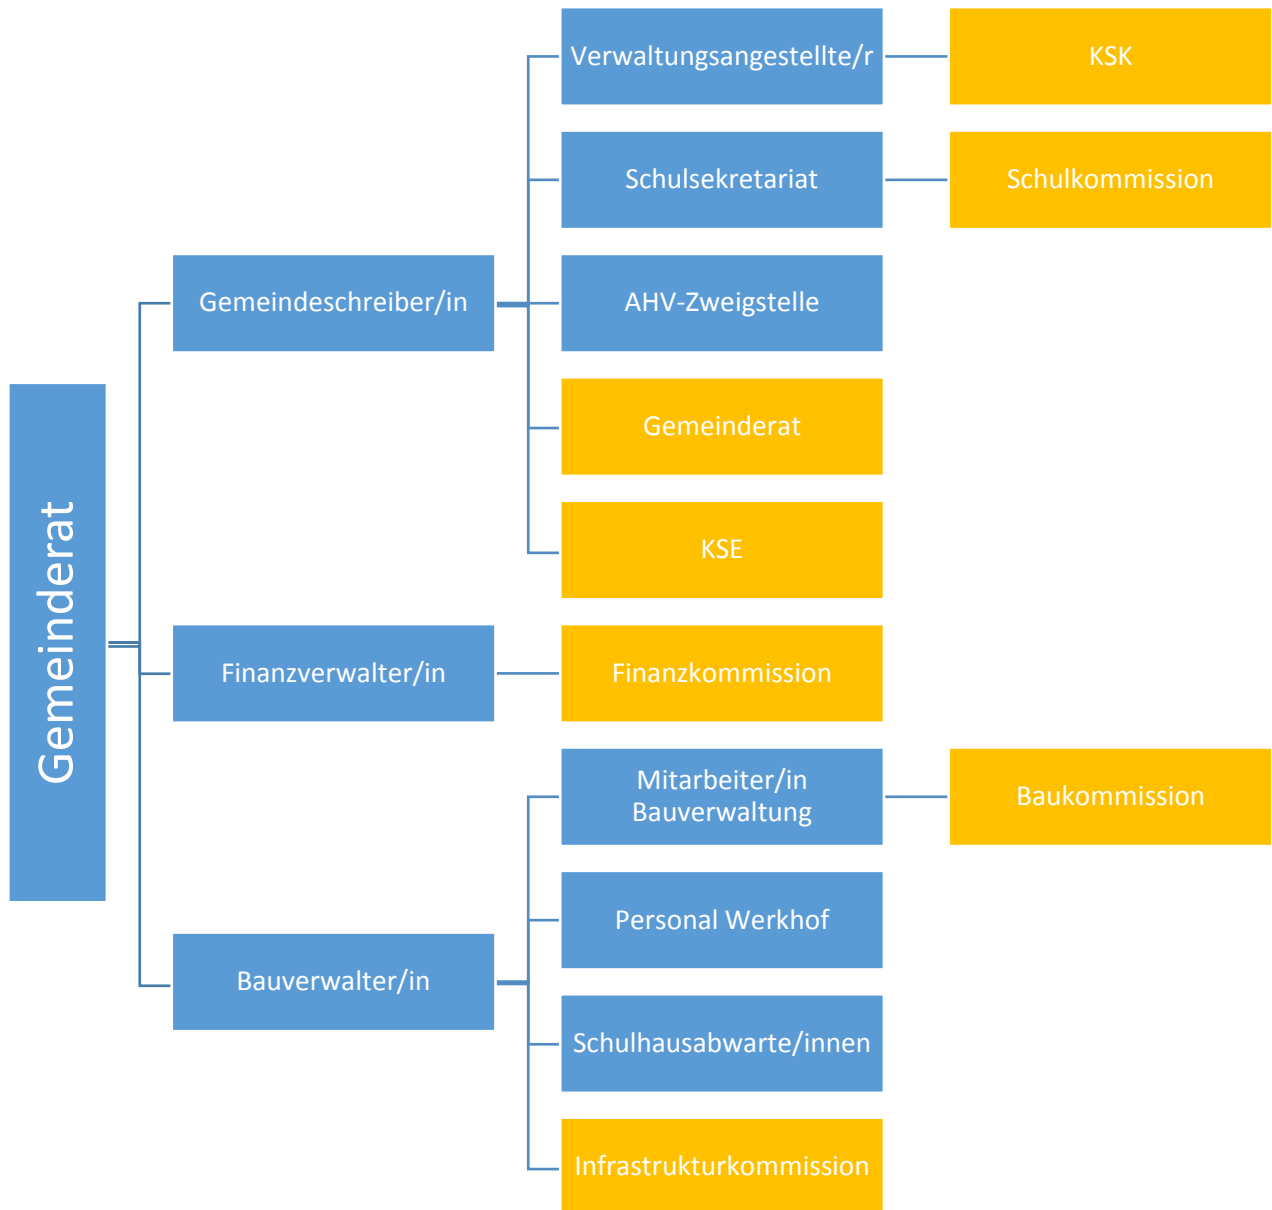 Gemeinderat
Gemeindeschreiber/in
Verwaltungsangestellte/r
KSK
Schulsekretariat
Schulkommission
AHV-Zweigstelle
Gemeinderat
KSE
Finanzverwalter/in
Finanzkommission
Bauverwalter/in
Mitarbeiter/in
Bauverwaltung
Baukommission
Personal Werkhof
Schulhausabwarte/innen
Infrastrukturkommission